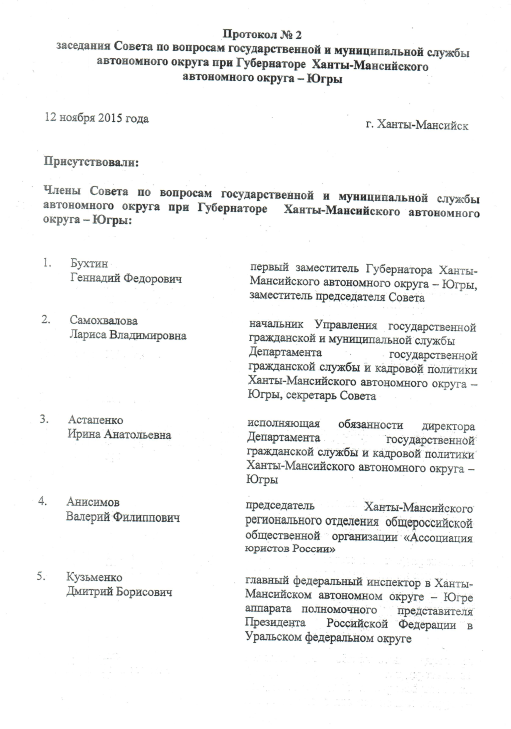 Протокол № 2
заседания Совета по вопросам государственной и муниципальной службы
автономного округа при Губернаторе Ханты-Мансийского
автономного округа – Югры
12 ноября 2015 года
г. Ханты-Мансийск
Присутствовали:
Члены Совета по вопросам государственной и муниципальной службы
автономного округа при Губернаторе Ханты-Мансийского автономного
округа – Югры:
1. Бухтин
Геннадий Федорович
первый заместитель Губернатора Ханты-
Мансийского автономного округа – Югры,
заместитель председателя Совета
2. Самохвалова
Лариса Владимировна
начальник Управления государственной
гражданской и муниципальной службы
Департамента государственной
гражданской службы и кадровой политики
Ханты-Мансийского автономного округа –
Югры, секретарь Совета
3. Астапенко
Ирина Анатольевна
исполняющая обязанности директора
Департамента государственной
гражданской службы и кадровой политики
Ханты-Мансийского автономного округа –
Югры
4. Анисимов
Валерий Филиппович
председатель Ханты-Мансийского
регионального отделения общероссийской
общественной организации «Ассоциация
юристов России»
5. Кузьменко
Дмитрий Борисович
главный федеральный инспектор в Ханты-
Мансийском автономном округе – Югре
аппарата полномочного представителя
Президента Российской Федерации в
Уральском федеральном округе